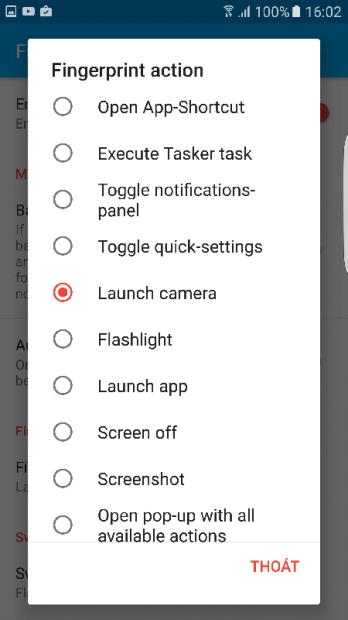 100% 16:02
F
Fingerprint action
Open App-Shortcut
Execute Tasker task
Toggle notifications-
panel
Toggle quick-settings
Launch camera
Flashlight
Launch app
Screen off
Screenshot
Open pop-up with all
available actions
THOÁT